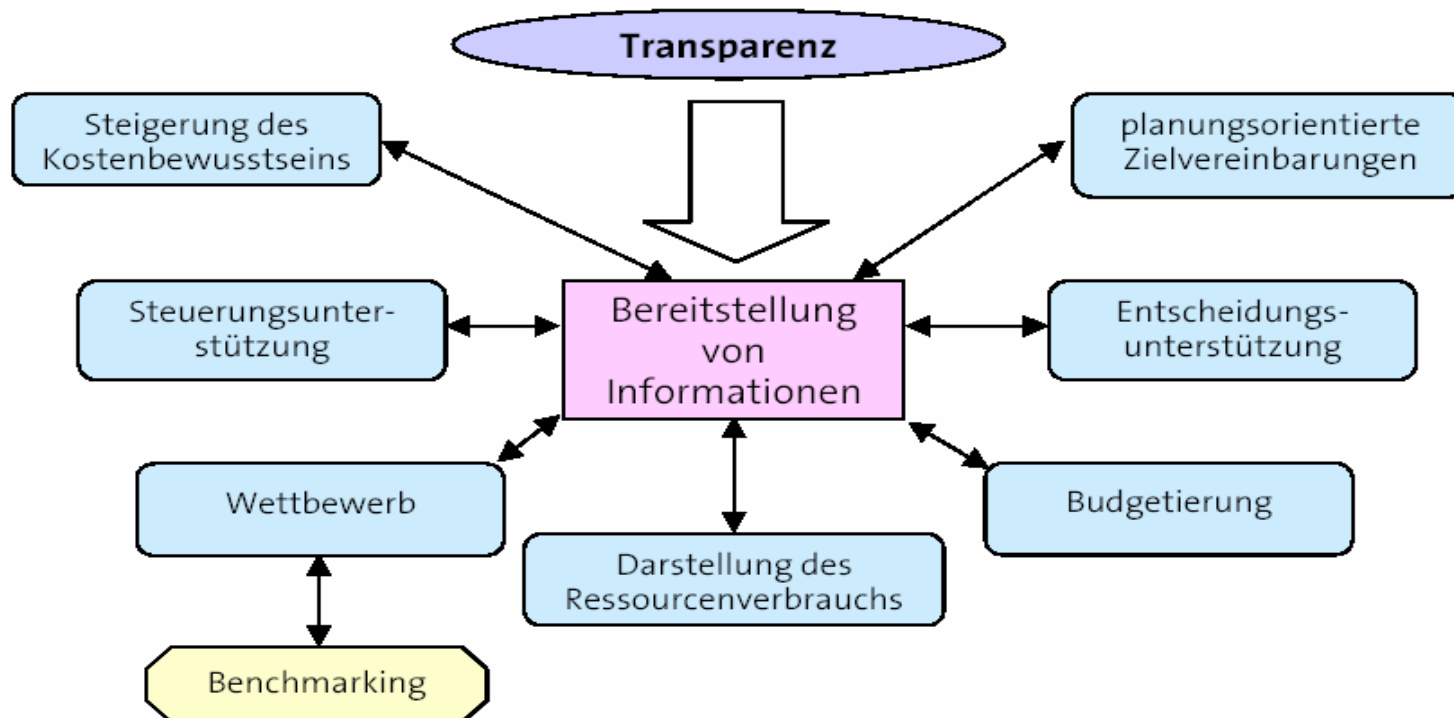 Transparenz
Steigerung des
Kostenbewusstseins
planungsorientierte
Zielvereinbarungen
Steuerungsunter-
stützung
Bereitstellung
von
Informationen
Entscheidungs-
unterstützung
Wettbewerb
Budgetierung
Darstellung des
Ressourcenverbrauchs
Benchmarking